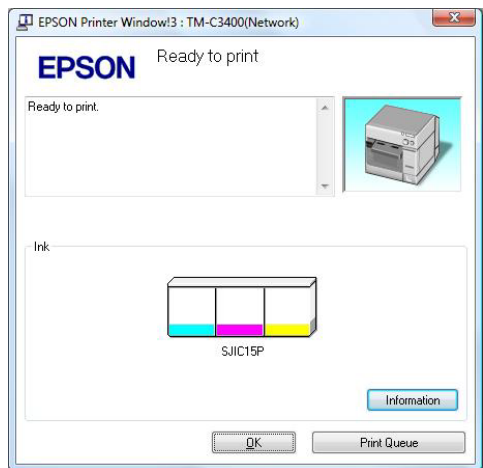 EPSON Printer Window!3 : TM-C3400(Network)
EPSON
Ready to print
Ready to print.
Ink
SJIC15P
Information
OK
Print Queue